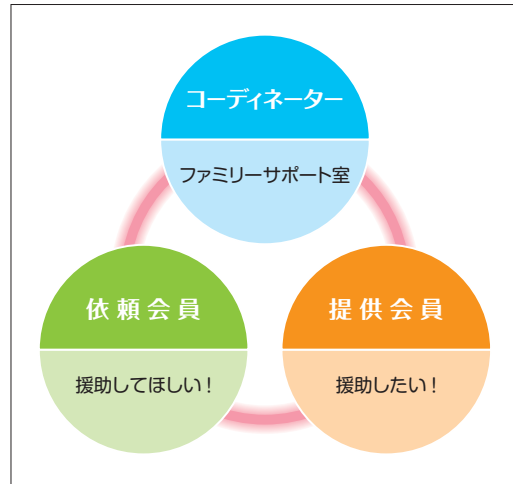 コーディネーター
ファミリーサポート室
依頼会員
援助してほしい！
提供会員
援助したい！